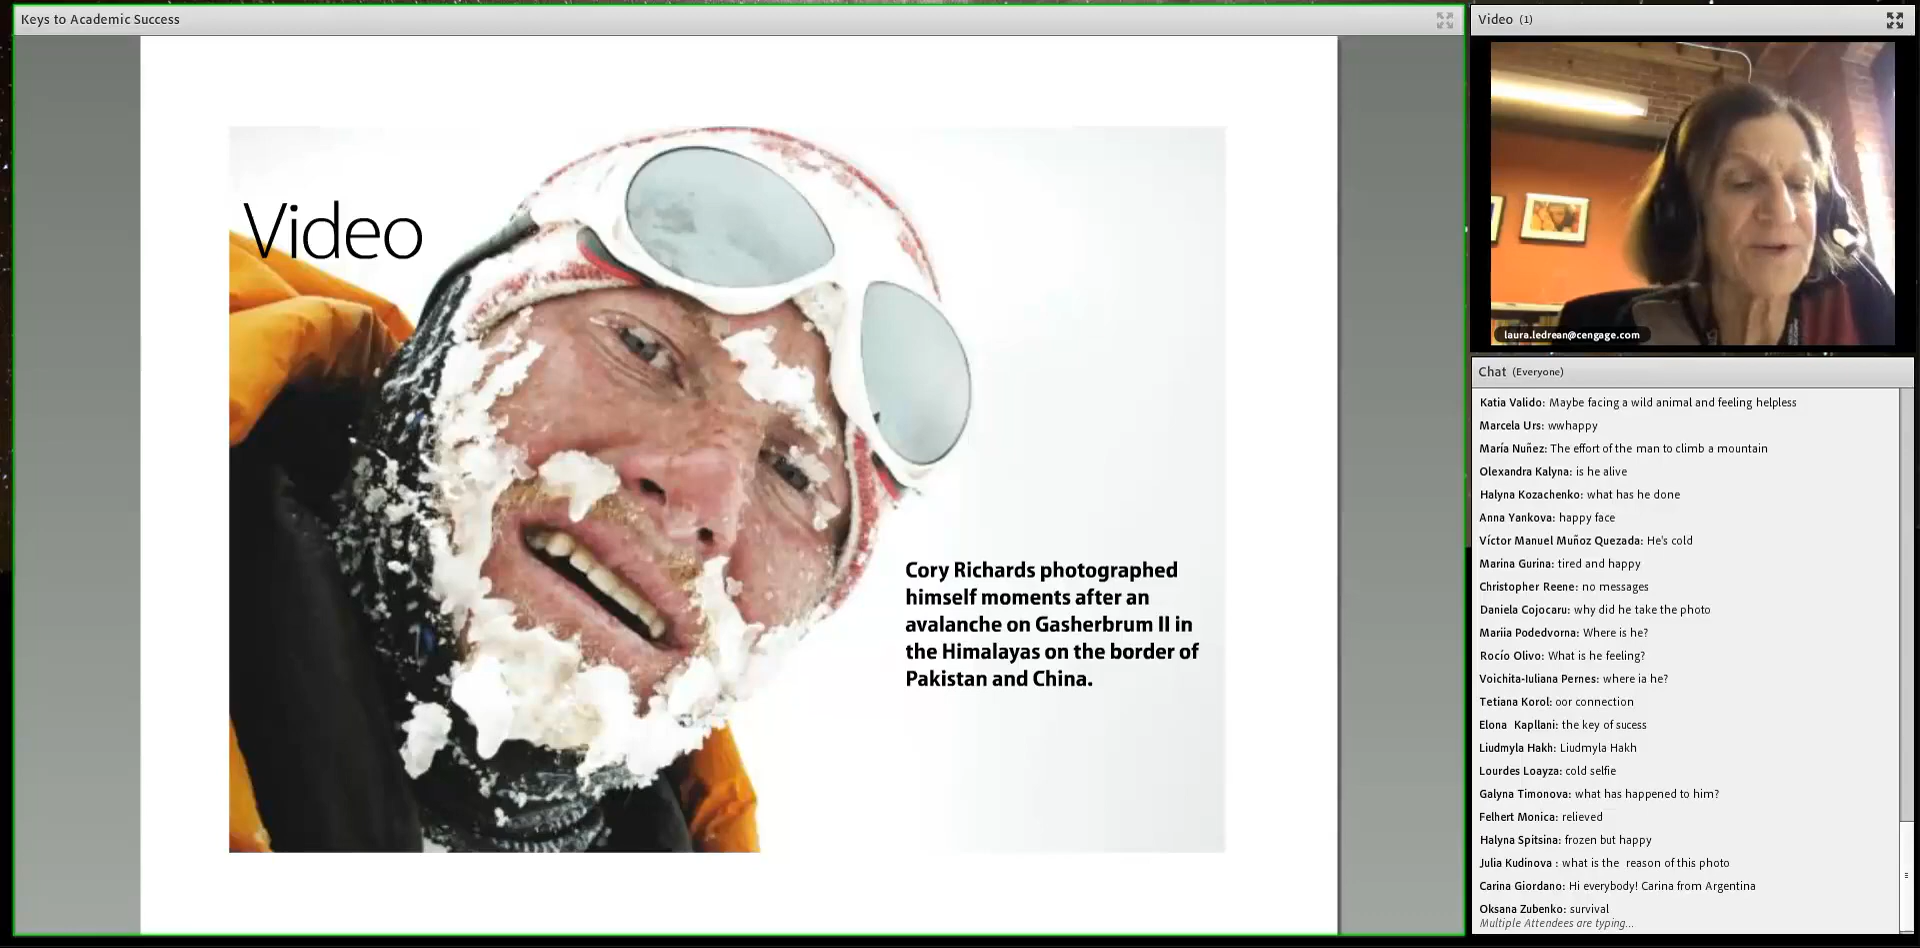 Keys to Academic Success
Video
Cory Richards photographed
himself moments after an
avalanche on Gasherbrum II in
the Himalayas on the border of
Pakistan and China.
Video (1)
laura.ledrean@cengage.com
Chat (Everyone)
Katia Valido: Maybe facing a wild animal and feeling helpless
Marcela Urs: wwhappy
María Nuñez: The effort of the man to climb a mountain
Olexandra Kalyna: is he alive
Halyna Kozachenko: what has he done
Anna Yankova: happy face
Víctor Manuel Muñoz Quezada: He's cold
Marina Gurina: tired and happy
Christopher Reene: no messages
Daniela Cojocaru: why did he take the photo
Mariia Podedvorna: Where is he?
Rocío Olivo: What is he feeling?
Voichita-Iuliana Pernes: where ia he?
Tetiana Korol: oor connection
Elona Kapllani: the key of sucess
Liudmyla Hakh: Liudmyla Hakh
Lourdes Loayza: cold selfie
Galyna Timonova: what has happened to him?
Felhert Monica: relieved
Halyna Spitsina: frozen but happy
Julia Kudinova : what is the reason of this photo
Carina Giordano: Hi everybody! Carina from Argentina
Oksana Zubenko: survival
Multiple Attendees are typing...